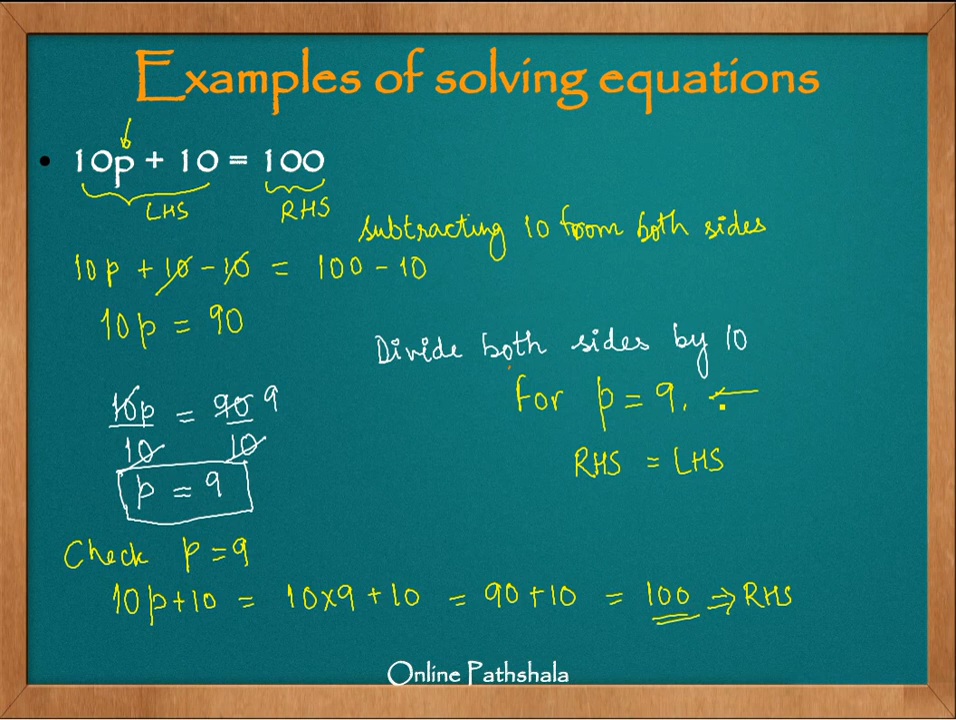 Examples of solving equations
• 10p + 10 = 100
LHS RHS
Subtracting 10 from both sides
10p + 10 - 10 = 100 - 10
10p = 90
Divide both sides by 10
For p = 9.
10p/10 = 90/10 9
RHS = LHS
p = 9
Check p = 9
10p+10 = 10x9 + 10 = 90+10 = 100 ⇒ RHS
Online Pathshala